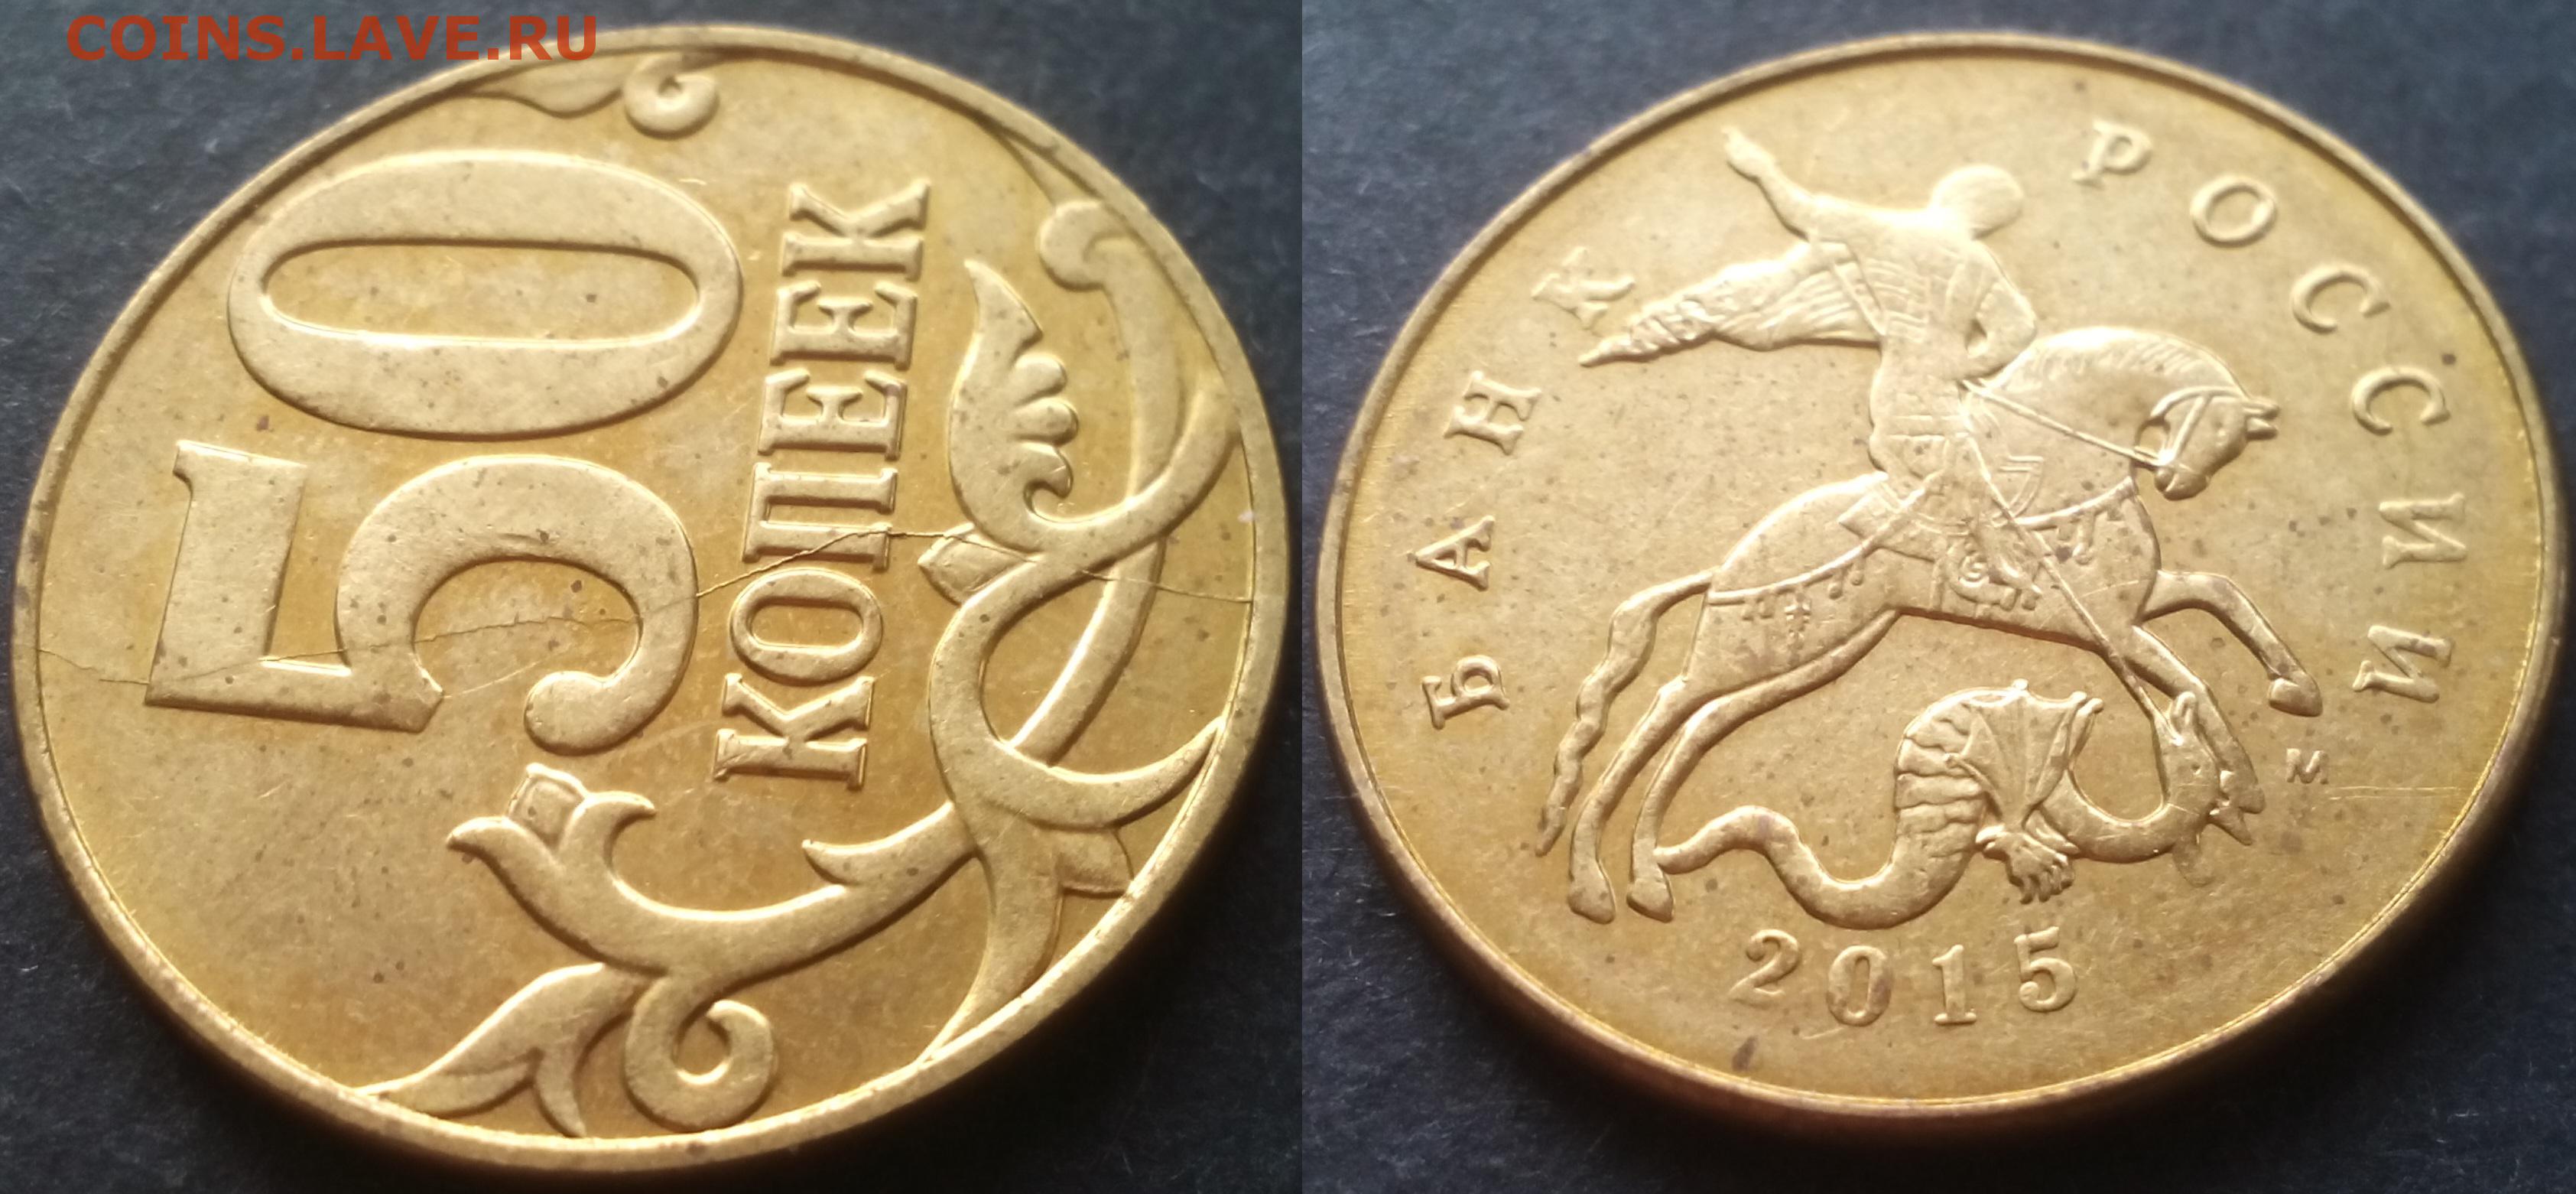 COINS.LAVE.RU
50
КОПЕЕК
БАНК РОССИИ
М
2015